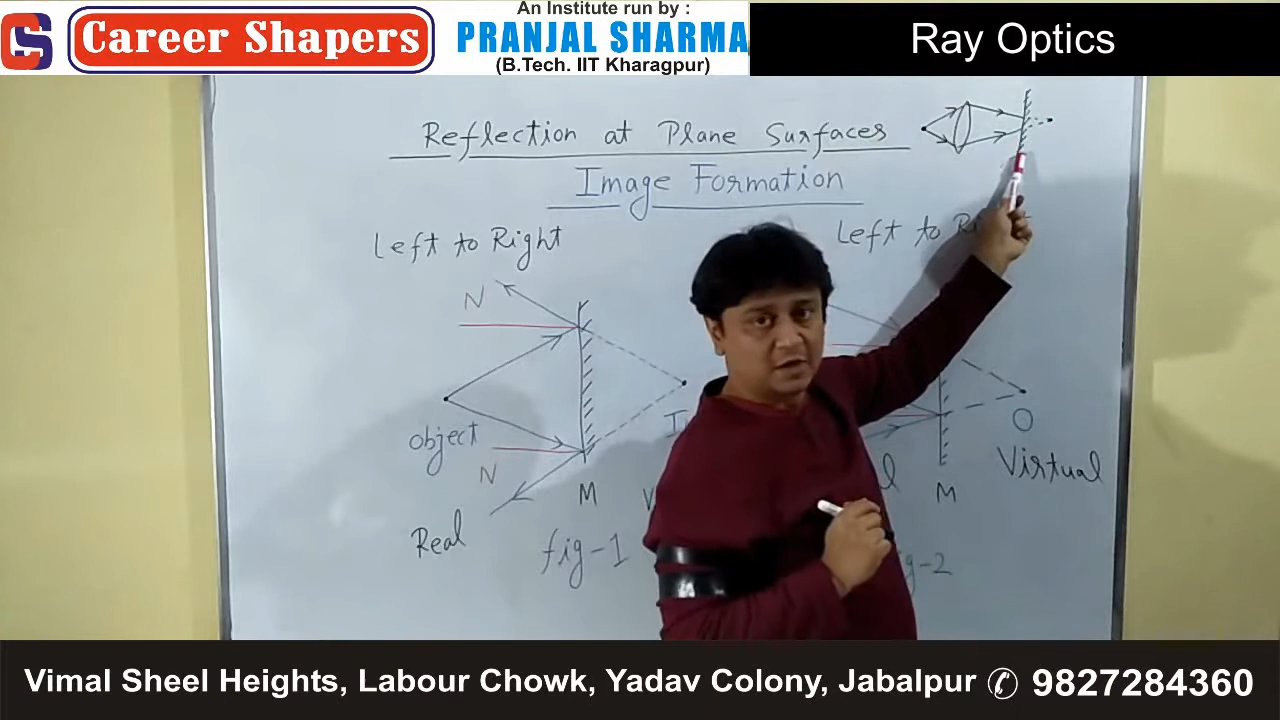 CS Career Shapers
An Institute run by :
PRANJAL SHARMA
(B.Tech. IIT Kharagpur)
Ray Optics
Reflection at Plane Surfaces
Image Formation
Left to Right
Left to
N
Object
N
Real
M
fig-1
I
O
Virtual
M
-2
Vimal Sheel Heights, Labour Chowk, Yadav Colony, Jabalpur ✆ 9827284360